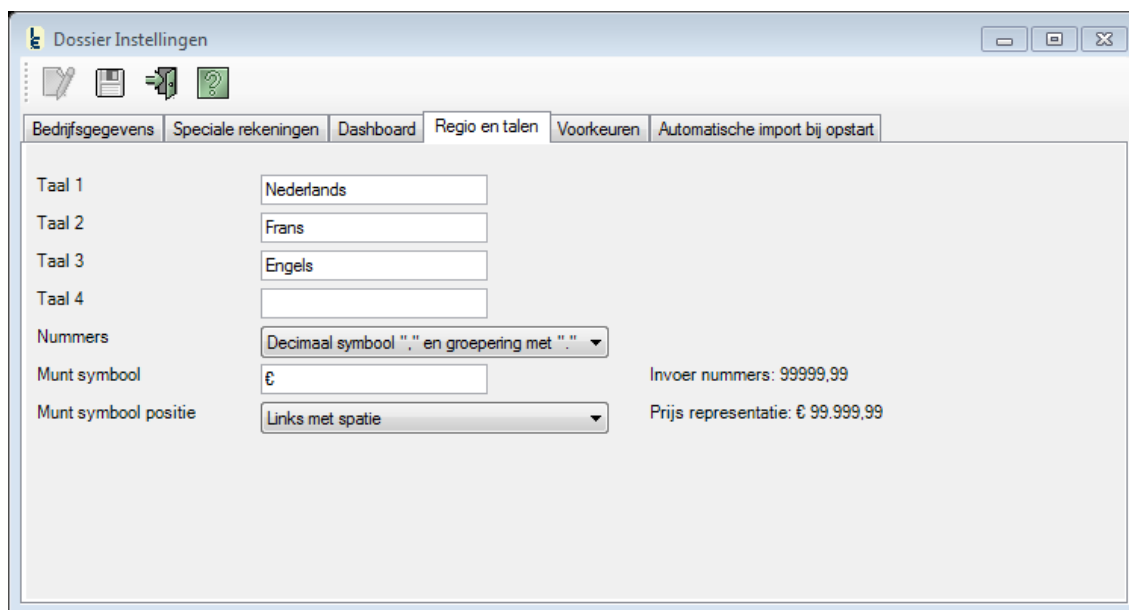 Dossier Instellingen
Bedrijfsgegevens Speciale rekeningen Dashboard Regio en talen Voorkeuren Automatische import bij opstart
Taal 1 Nederlands
Taal 2 Frans
Taal 3 Engels
Taal 4
Nummers Decimaal symbool "," en groepering met "."
Munt symbool € Invoer nummers: 99999,99
Munt symbool positie Links met spatie Prijs representatie: € 99.999,99